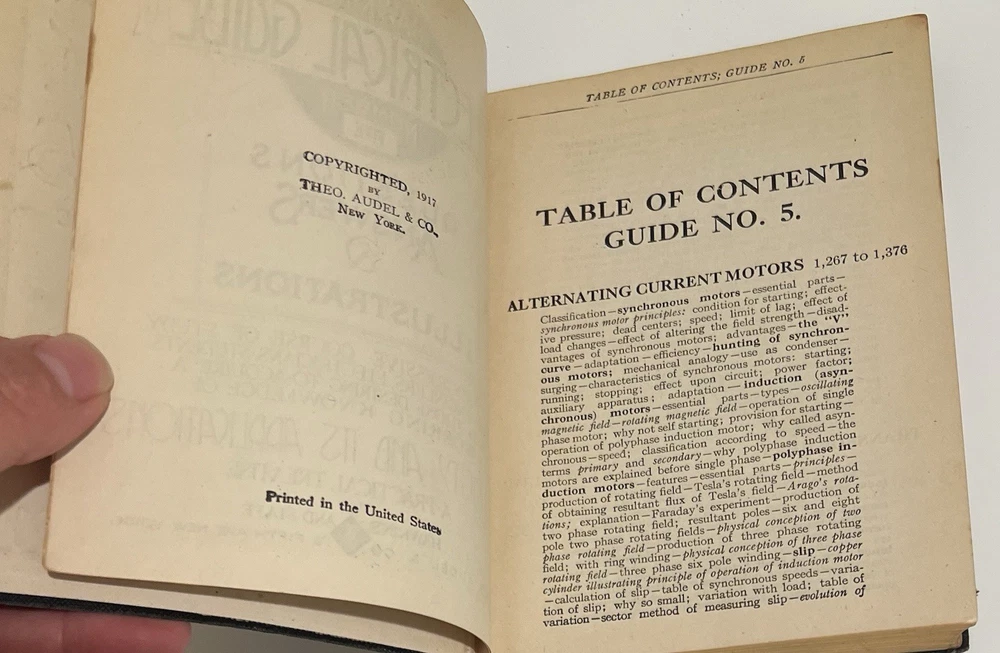 COPYRIGHTED, 1917
BY
THEO. AUDEL & CO.,
NEW YORK.
Printed in the United States
TABLE OF CONTENTS; GUIDE NO. 5
TABLE OF CONTENTS
GUIDE NO. 5.
ALTERNATING CURRENT MOTORS 1,267 to 1,376
Classification—synchronous motors—essential parts—
synchronous motor principles: condition for starting; effect-
ive pressure; dead centers; speed; limit of lag; effect of
load changes—effect of altering the field strength—disad-
vantages of synchronous motors; advantages—the "V"
curve—adaptation—efficiency—hunting of synchron-
ous motors; mechanical analogy—use as condenser—
surging—characteristics of synchronous motors: starting;
running; stopping; effect upon circuit; power factor;
auxiliary apparatus; adaptation—induction (asyn-
chronous) motors—essential parts—types—oscillating
magnetic field—rotating magnetic field—operation of single
phase motor; why not self starting; provision for starting—
operation of polyphase induction motor; why called asyn-
chronous—speed; classification according to speed—the
terms primary and secondary—why polyphase induction
motors are explained before single phase—polyphase in-
duction motors—features—essential parts—principles—
production of rotating field—Tesla's rotating field—method
of obtaining resultant flux of Tesla's field—Arago's rota-
tions; explanation—Faraday's experiment—production of
two phase rotating field; resultant poles—six and eight
pole two phase rotating fields—physical conception of two
phase rotating field—production of three phase rotating
field; with ring winding—physical conception of three phase
rotating field—three phase six pole winding—slip—copper
cylinder illustrating principle of operation of induction motor
—calculation of slip—table of synchronous speeds—varia-
tion of slip; why so small; variation with load; table of
variation—sector method of measuring slip—evolution of